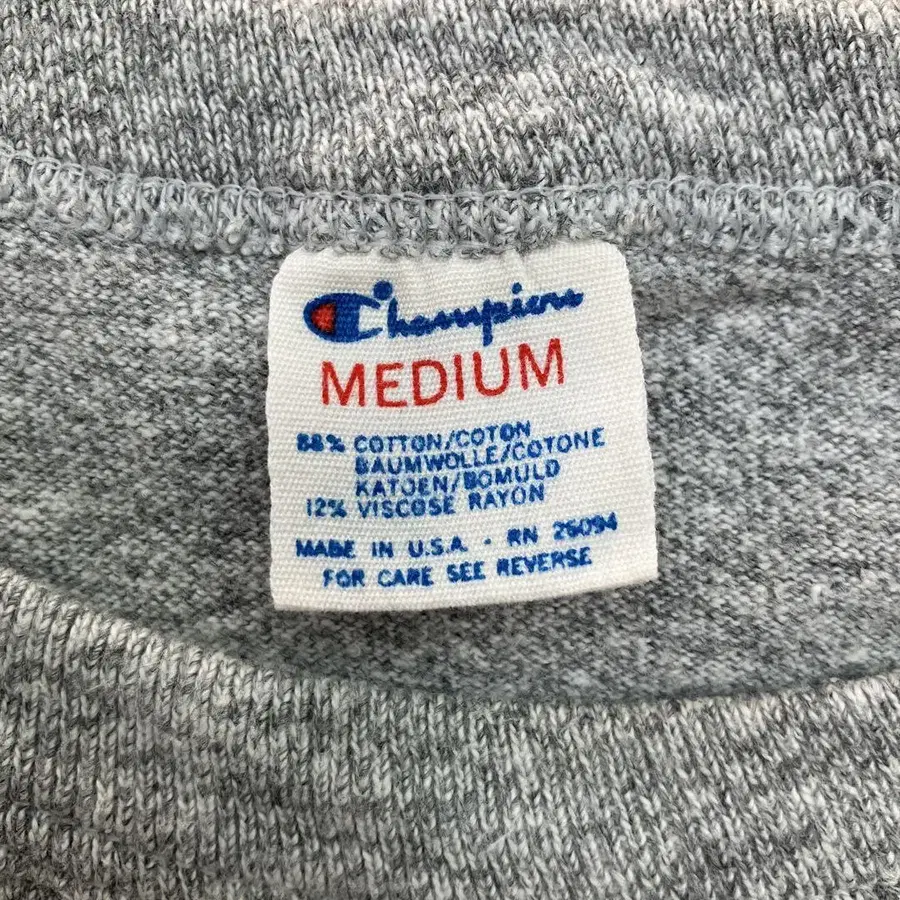 Champion
MEDIUM
88% COTTON/COTON
BAUMWOLLE/COTONE
KATOEN/BOMULD
12% VISCOSE RAYON
MADE IN U.S.A. · RN 26094
FOR CARE SEE REVERSE